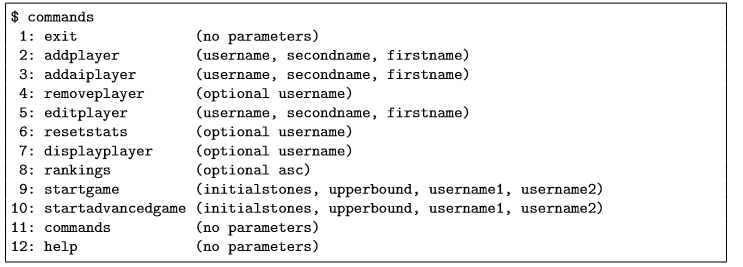 $ commands
 1: exit              (no parameters)
 2: addplayer         (username, secondname, firstname)
 3: addaiplayer       (username, secondname, firstname)
 4: removeplayer      (optional username)
 5: editplayer        (username, secondname, firstname)
 6: resetstats        (optional username)
 7: displayplayer     (optional username)
 8: rankings          (optional asc)
 9: startgame         (initialstones, upperbound, username1, username2)
10: startadvancedgame (initialstones, upperbound, username1, username2)
11: commands          (no parameters)
12: help              (no parameters)